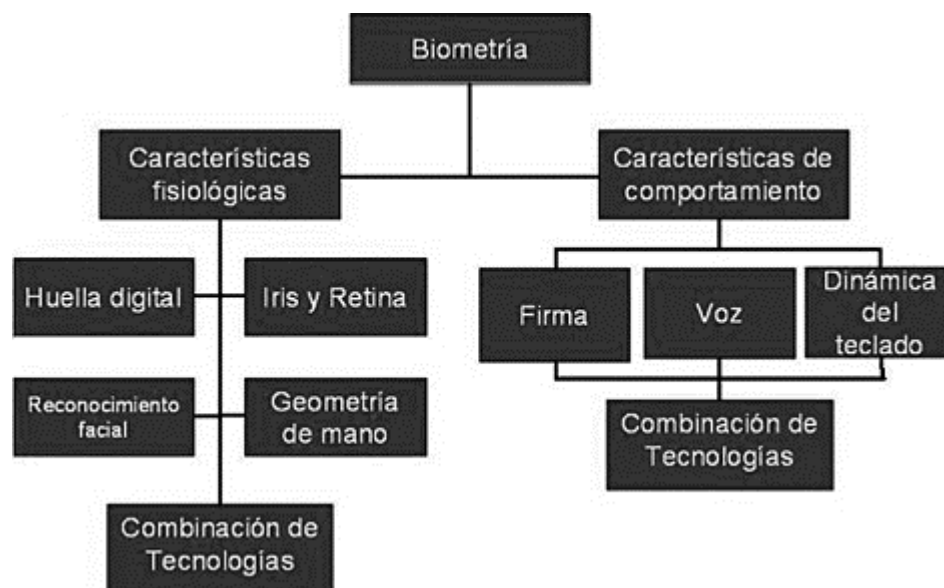 Biometría
Características
fisiológicas
Características de
comportamiento
Huella digital
Iris y Retina
Firma
Voz
Dinámica
del
teclado
Reconocimiento
facial
Geometría
de mano
Combinación de
Tecnologías
Combinación de
Tecnologías